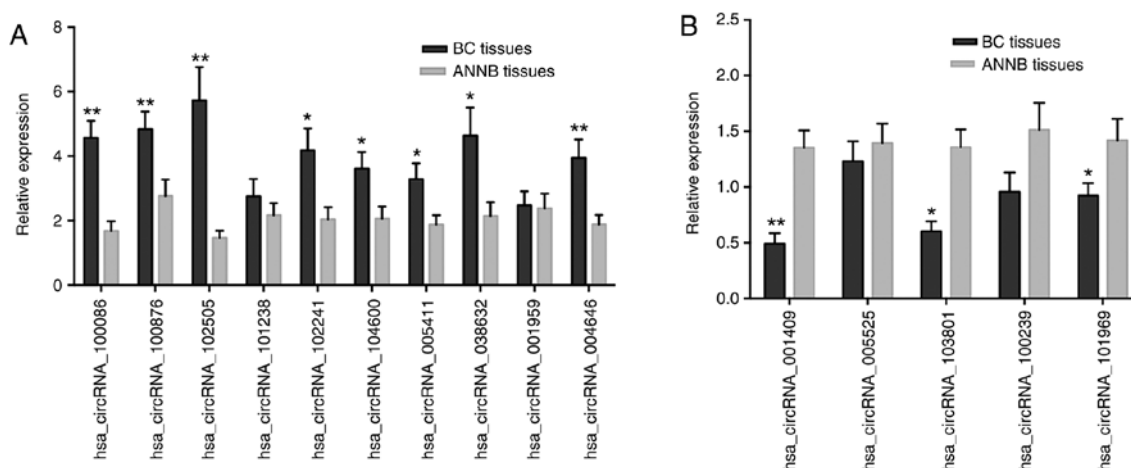 A
8
6
4
2
0
Relative expression
BC tissues
ANNB tissues
**
**
**
*
*
*
*
**
hsa_circRNA_100086
hsa_circRNA_100876
hsa_circRNA_102505
hsa_circRNA_101238
hsa_circRNA_102241
hsa_circRNA_104600
hsa_circRNA_005411
hsa_circRNA_038632
hsa_circRNA_001959
hsa_circRNA_004646
B
2.5
2.0
1.5
1.0
0.5
0.0
Relative expression
BC tissues
ANNB tissues
**
*
*
hsa_circRNA_001409
hsa_circRNA_005525
hsa_circRNA_103801
hsa_circRNA_100239
hsa_circRNA_101969